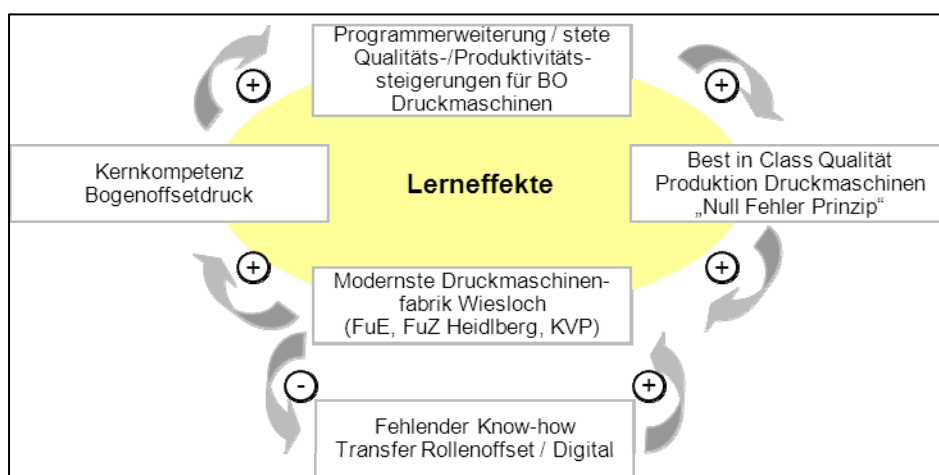 Programmerweiterung / stete
Qualitäts-/Produktivitäts-
steigerungen für BO
Druckmaschinen
+
+
Kernkompetenz
Bogenoffsetdruck
Lerneffekte
Best in Class Qualität
Produktion Druckmaschinen
„Null Fehler Prinzip“
+
+
Modernste Druckmaschinen-
fabrik Wiesloch
(FuE, FuZ Heidlberg, KVP)
-
+
Fehlender Know-how
Transfer Rollenoffset / Digital